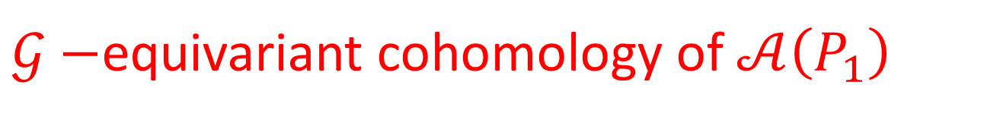 𝒢 −equivariant cohomology of 𝒜(𝑃₁)